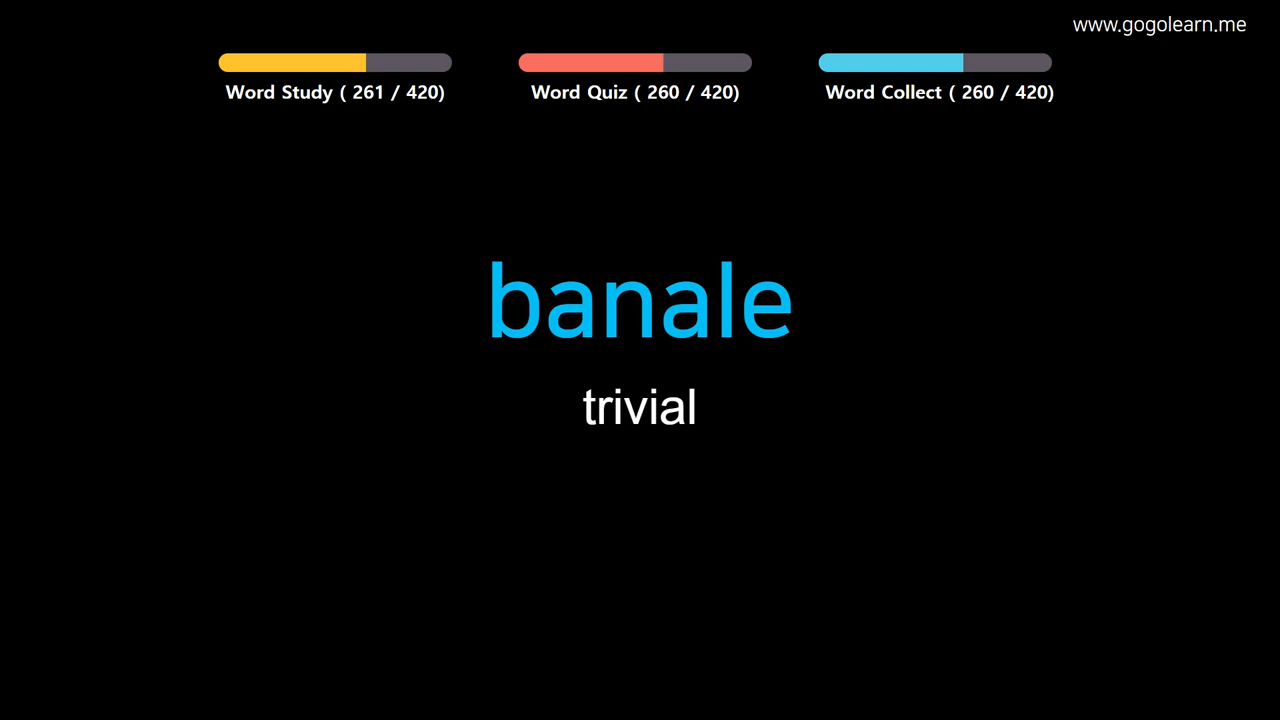 www.gogolearn.me
Word Study ( 261 / 420)
Word Quiz ( 260 / 420)
Word Collect ( 260 / 420)
banale
trivial